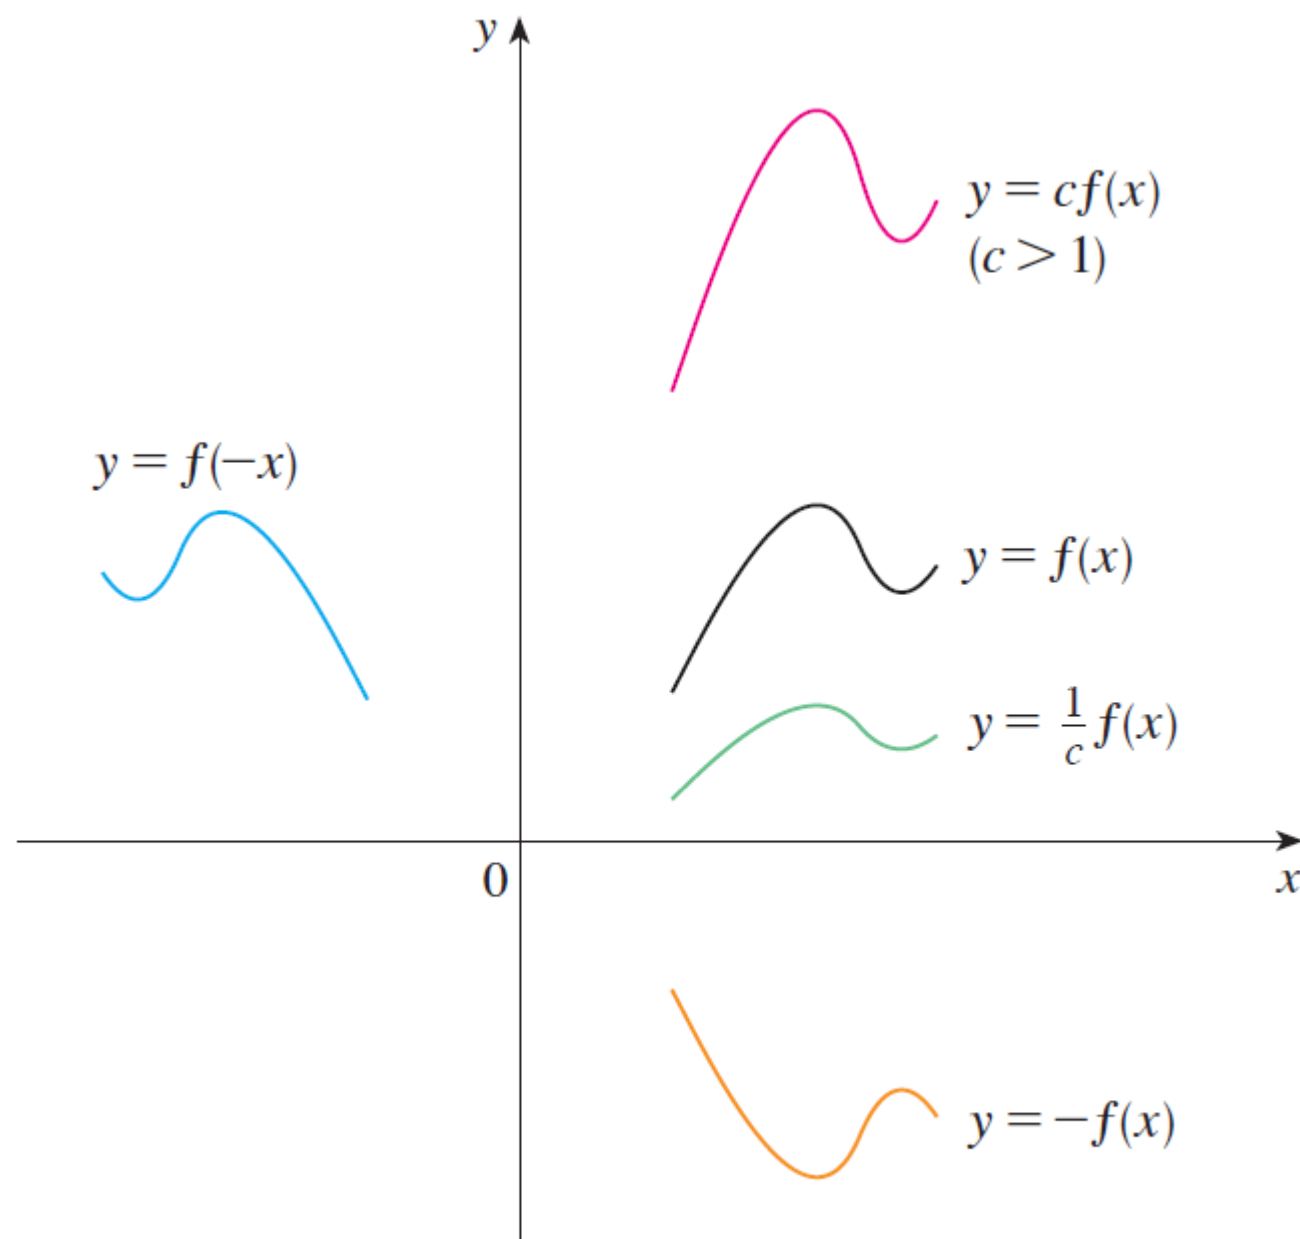 y
y = cf(x)
(c > 1)
y = f(−x)
y = f(x)
y = 1/c f(x)
0
x
y = −f(x)